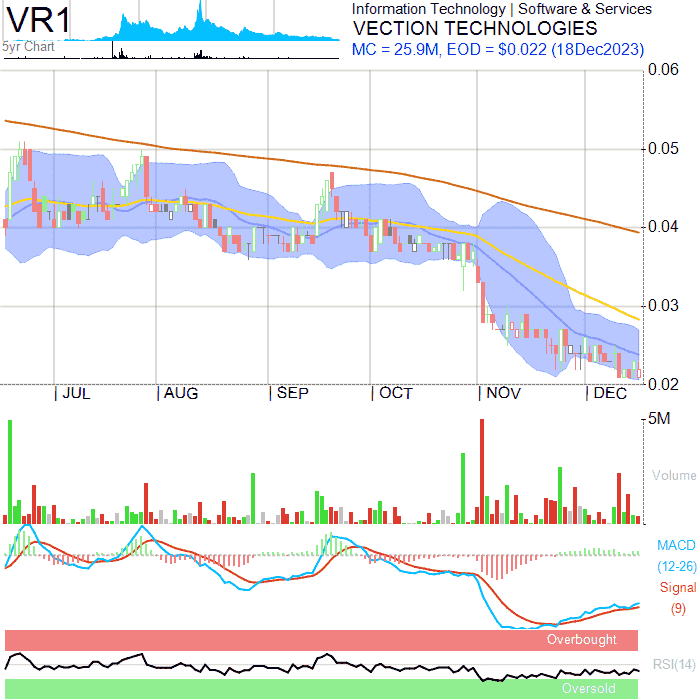 VR1
5yr Chart
Information Technology | Software & Services
VECTION TECHNOLOGIES
MC = 25.9M, EOD = $0.022 (18Dec2023)
0.06
0.05
0.04
0.03
0.02
JUL AUG SEP OCT NOV DEC
5M
Volume
MACD
(12-26)
Signal
(9)
Overbought
RSI(14)
Oversold